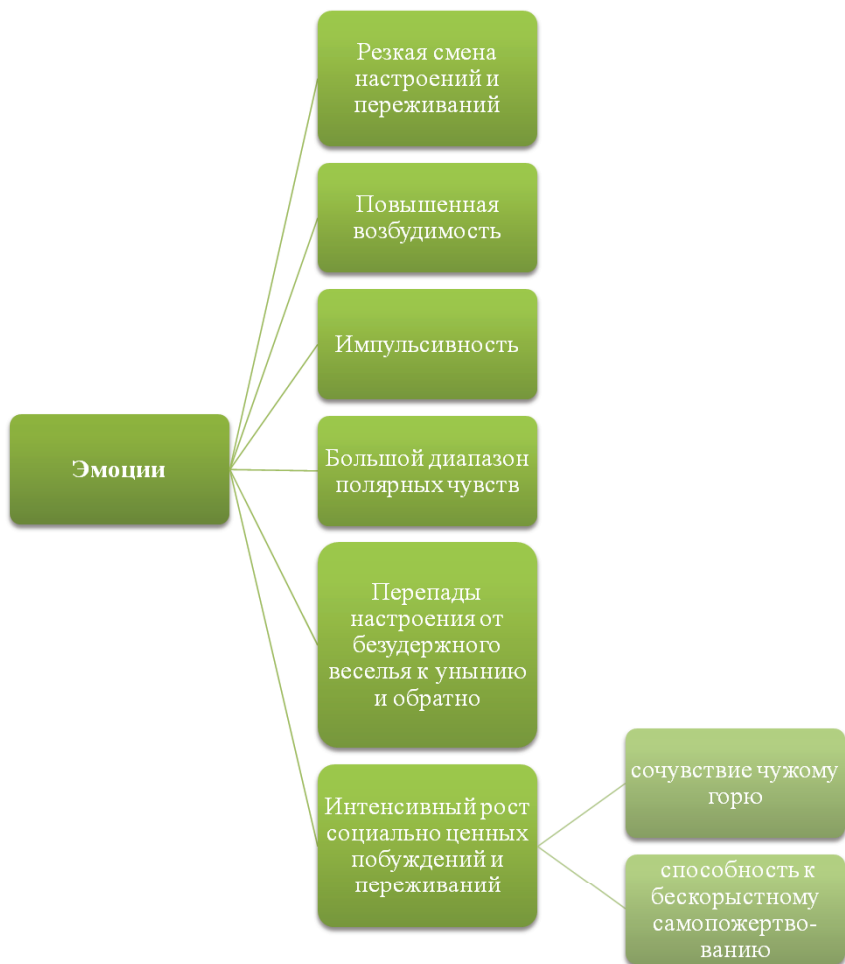 Резкая смена
настроений и
переживаний
Повышенная
возбудимость
Импульсивность
Эмоции
Большой диапазон
полярных чувств
Перепады
настроения от
безудержного
веселья к унынию
и обратно
Интенсивный рост
социально ценных
побуждений и
переживаний
сочувствие чужому
горю
способность к
бескорыстному
самопожертво-
ванию